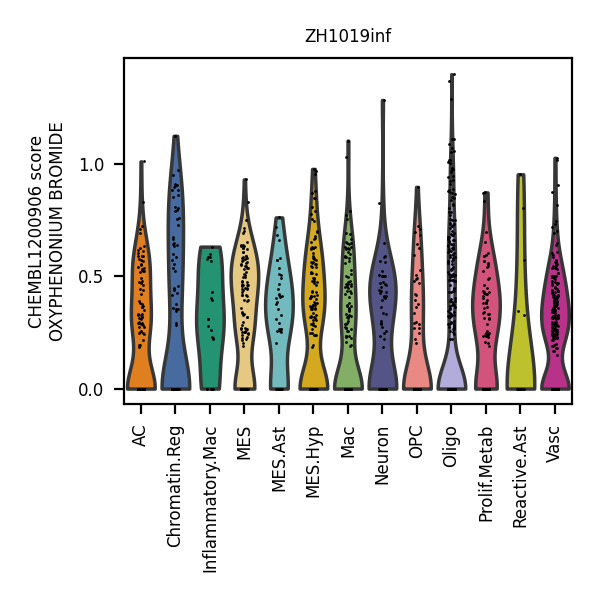 ZH1019inf
CHEMBL1200906 score
OXYPHENONIUM BROMIDE
1.0
0.5
0.0
AC
Chromatin.Reg
Inflammatory.Mac
MES
MES.Ast
MES.Hyp
Mac
Neuron
OPC
Oligo
Prolif.Metab
Reactive.Ast
Vasc